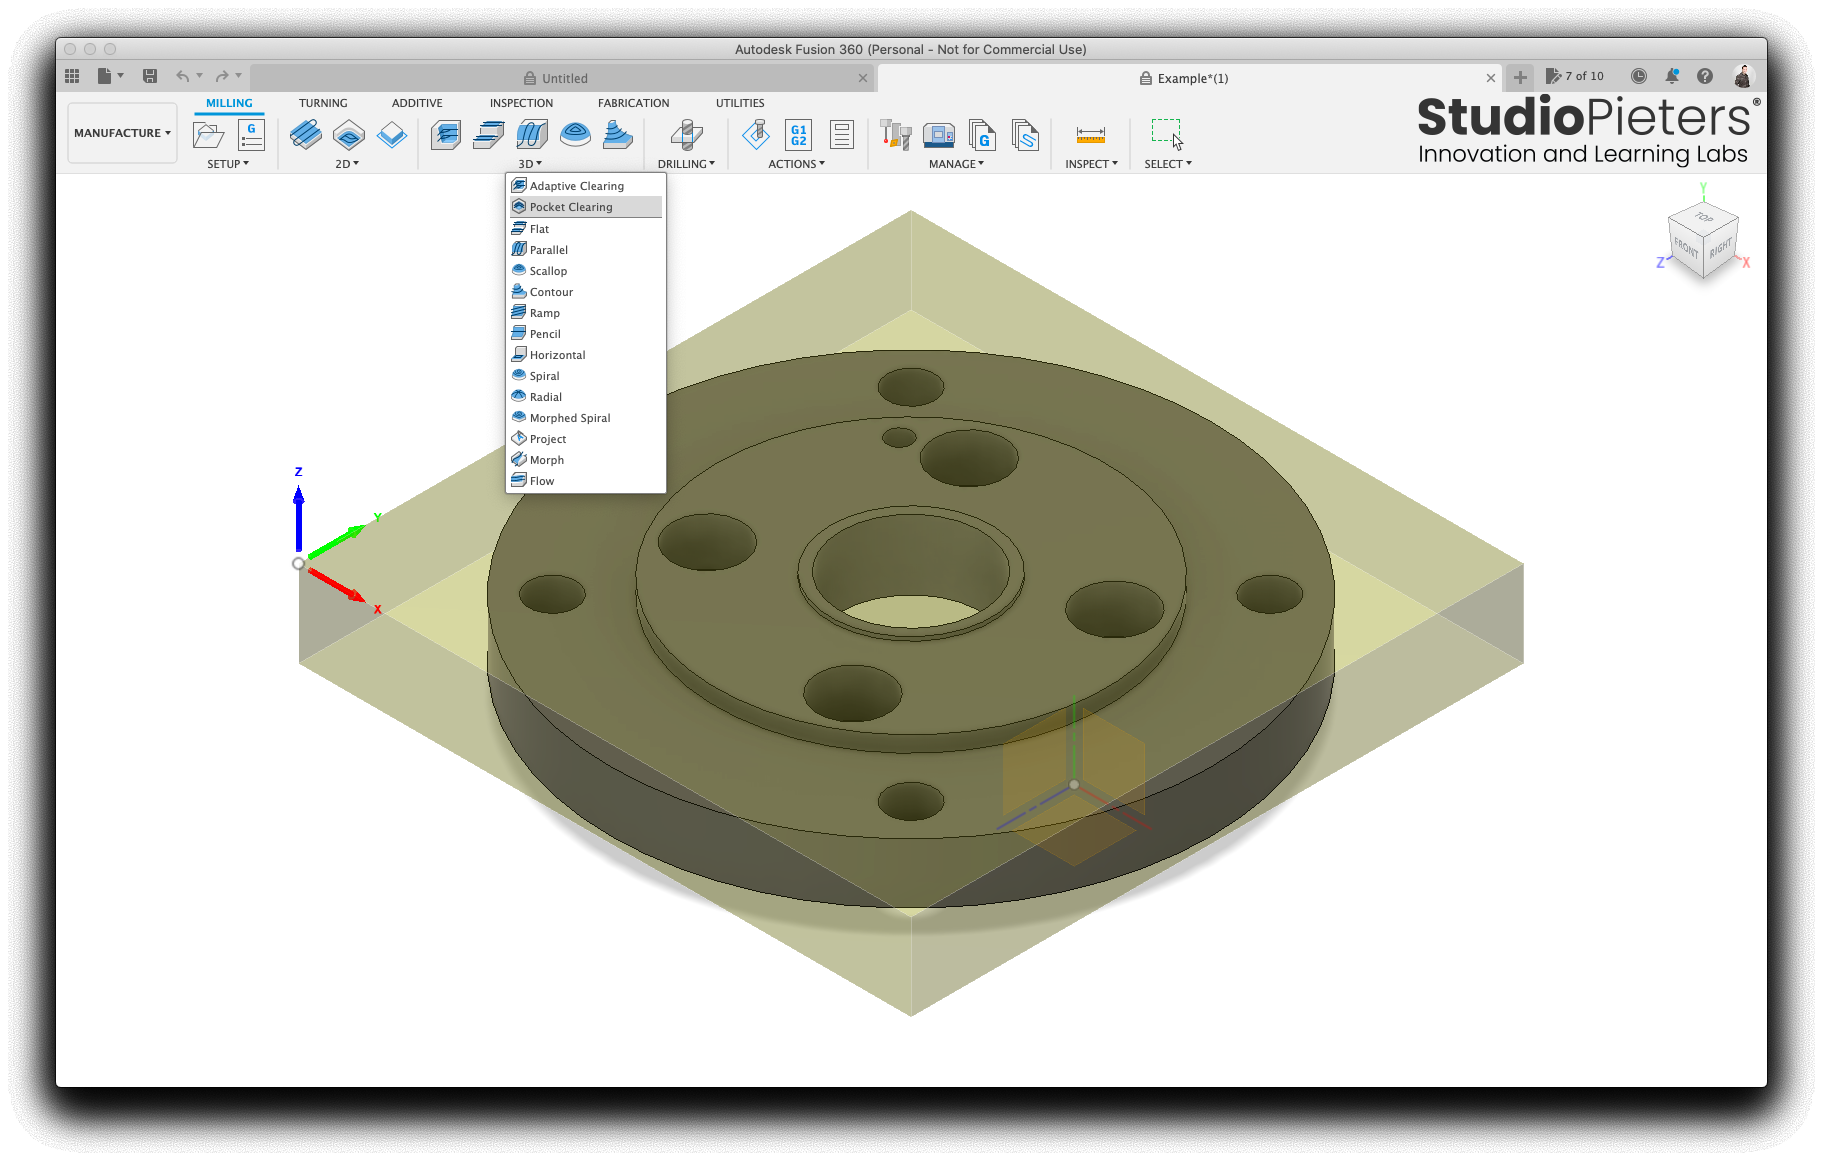 Autodesk Fusion 360 (Personal - Not for Commercial Use)
Untitled
Example*(1)
7 of 10
MANUFACTURE
MILLING
TURNING
ADDITIVE
INSPECTION
FABRICATION
UTILITIES
G
G1
G2
G
SETUP
2D
3D
DRILLING
ACTIONS
MANAGE
INSPECT
SELECT
StudioPieters®
Innovation and Learning Labs
Adaptive Clearing
Pocket Clearing
Flat
Parallel
Scallop
Contour
Ramp
Pencil
Horizontal
Spiral
Radial
Morphed Spiral
Project
Morph
Flow
Y
TOP
FRONT
RIGHT
Z
X
Z
Y
X